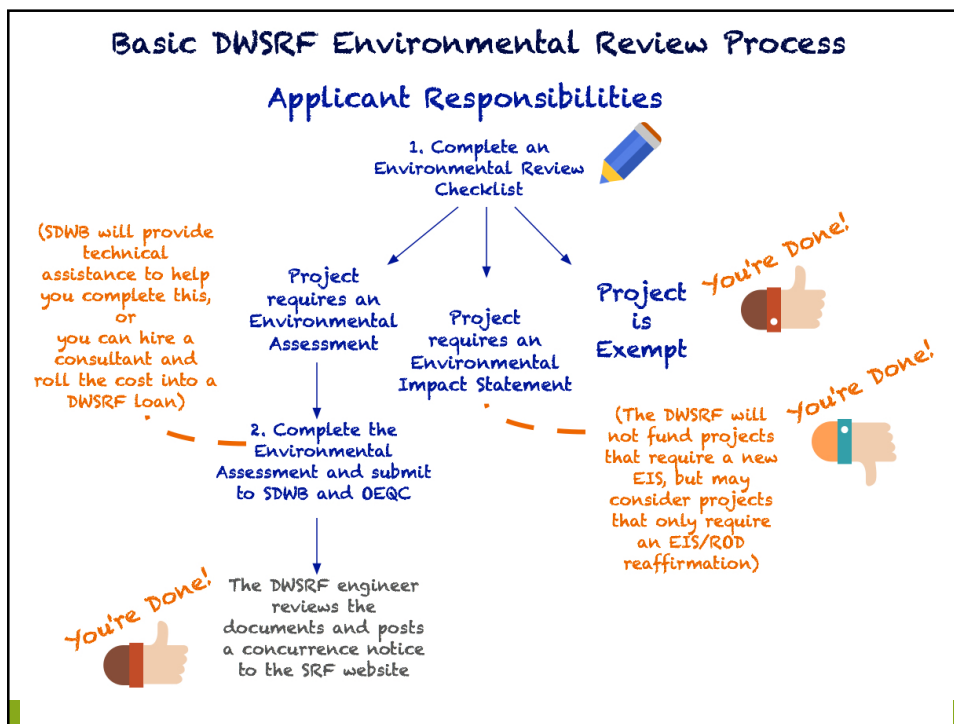 Basic DWSRF Environmental Review Process
Applicant Responsibilities
1. Complete an
Environmental Review
Checklist
(SDWB will provide
technical
assistance to help
you complete this,
or
you can hire a
consultant and
roll the cost into a
DWSRF loan)
Project
requires an
Environmental
Assessment
Project
requires an
Environmental
Impact Statement
Project
is
Exempt
You're Done!
You're Done!
(The DWSRF will
not fund projects
that require a new
EIS, but may
consider projects
that only require
an EIS/ROD
reaffirmation)
2. Complete the
Environmental
Assessment and submit
to SDWB and OEQC
The DWSRF engineer
reviews the
documents and posts
a concurrence notice
to the SRF website
You're Done!